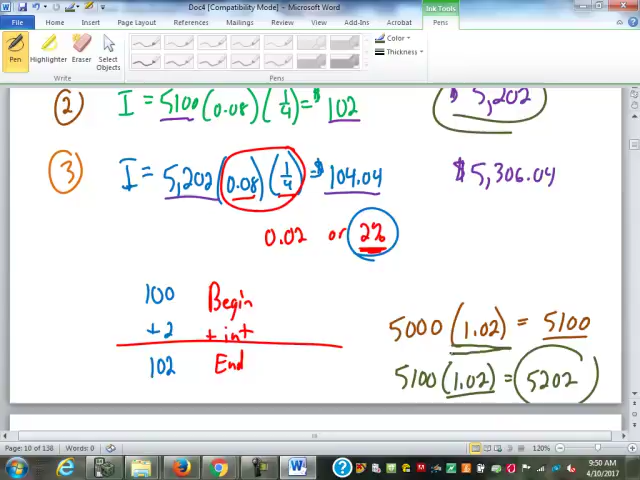 Doc4 [Compatibility Mode] - Microsoft Word
Ink Tools
File Home Insert Page Layout References Mailings Review View Add-Ins Acrobat Pens
Pen Highlighter Eraser Select Objects
Color
Thickness
Write
Pens
2 I = 5100 (0.08) (1/4) = $102 $5,202
3 I = 5,202 (0.08) (1/4) = $104.04 $5,306.04
0.02 or 2%
100 Begin
+2 + int
102 End
5000 (1.02) = 5100
5100 (1.02) = 5202
Page: 10 of 138 Words: 0 120%
9:50 AM
4/10/2017